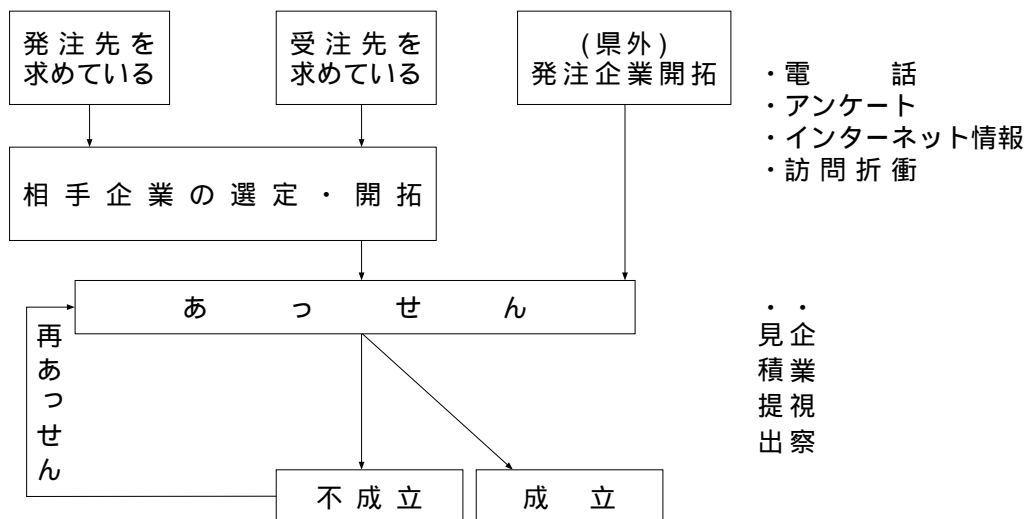 発注先を
求めている
受注先を
求めている
(県外)
発注企業開拓
・電話
・アンケート
・インターネット情報
・訪問折衝
相手企業の選定・開拓
あっせん
再あっせん
・企業視察
・見積提出
不成立
成立